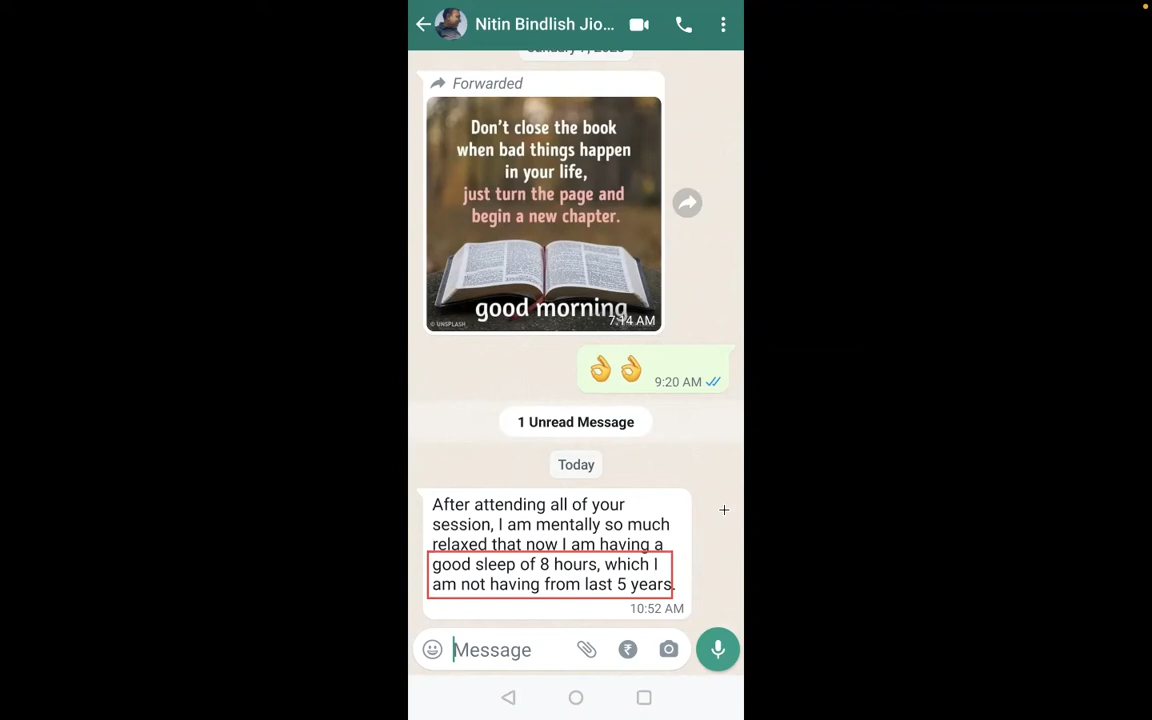 Nitin Bindlish Jio...
Forwarded
Don't close the book
when bad things happen
in your life,
just turn the page and
begin a new chapter.
good morning
© UNSPLASH
7:14 AM
👌👌
9:20 AM
1 Unread Message
Today
After attending all of your
session, I am mentally so much
relaxed that now I am having a
good sleep of 8 hours, which I
am not having from last 5 years.
10:52 AM
Message